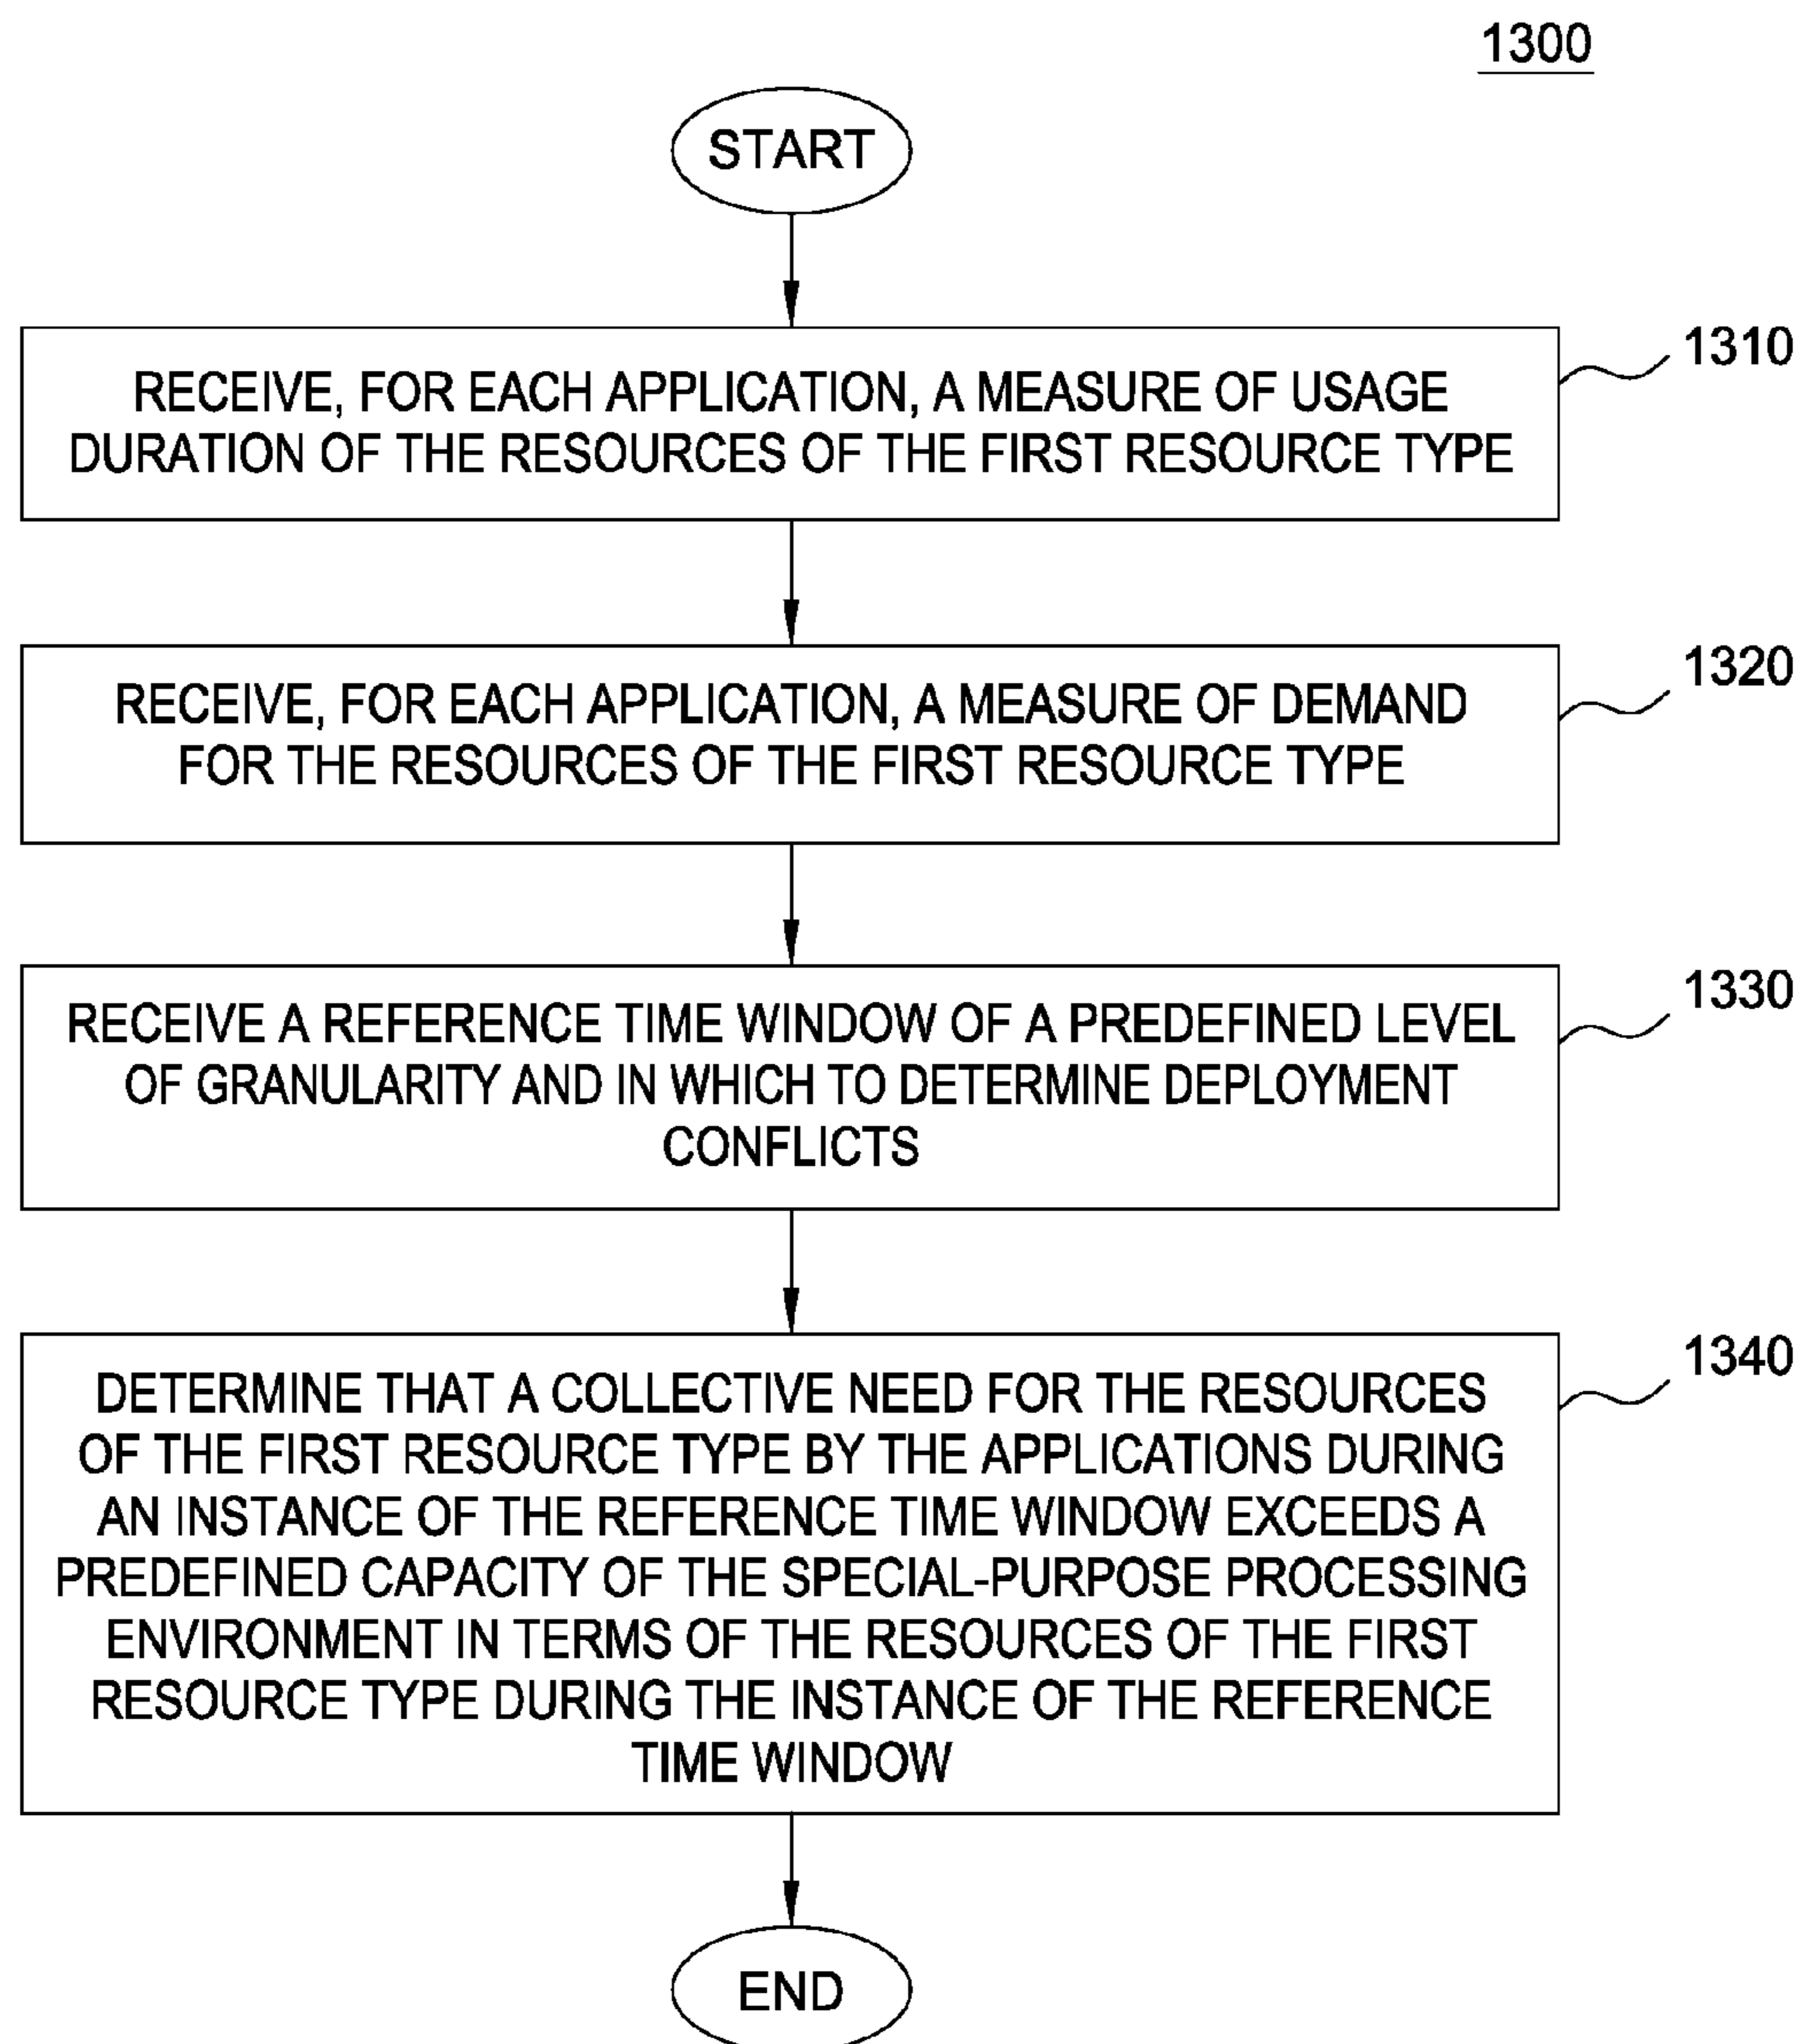 1300
START
1310
RECEIVE, FOR EACH APPLICATION, A MEASURE OF USAGE
DURATION OF THE RESOURCES OF THE FIRST RESOURCE TYPE
1320
RECEIVE, FOR EACH APPLICATION, A MEASURE OF DEMAND
FOR THE RESOURCES OF THE FIRST RESOURCE TYPE
1330
RECEIVE A REFERENCE TIME WINDOW OF A PREDEFINED LEVEL
OF GRANULARITY AND IN WHICH TO DETERMINE DEPLOYMENT
CONFLICTS
1340
DETERMINE THAT A COLLECTIVE NEED FOR THE RESOURCES
OF THE FIRST RESOURCE TYPE BY THE APPLICATIONS DURING
AN INSTANCE OF THE REFERENCE TIME WINDOW EXCEEDS A
PREDEFINED CAPACITY OF THE SPECIAL-PURPOSE PROCESSING
ENVIRONMENT IN TERMS OF THE RESOURCES OF THE FIRST
RESOURCE TYPE DURING THE INSTANCE OF THE REFERENCE
TIME WINDOW
END